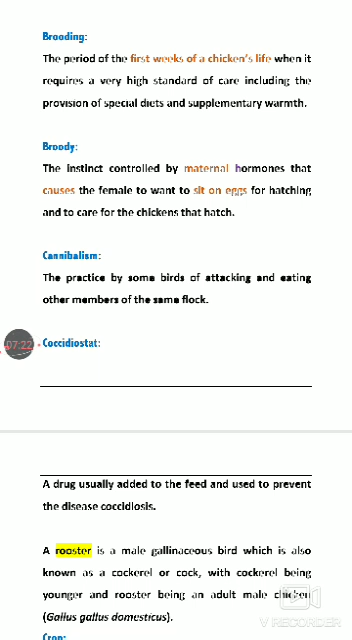 Brooding:
The period of the first weeks of a chicken's life when it
requires a very high standard of care including the
provision of special diets and supplementary warmth.
Broody:
The instinct controlled by maternal hormones that
causes the female to want to sit on eggs for hatching
and to care for the chickens that hatch.
Cannibalism:
The practice by some birds of attacking and eating
other members of the same flock.
07:22
Coccidiostat:
A drug usually added to the feed and used to prevent
the disease coccidiosis.
A rooster is a male gallinaceous bird which is also
known as a cockerel or cock, with cockerel being
younger and rooster being an adult male chicken
(Gallus gallus domesticus).
V RECORDER
Crop: